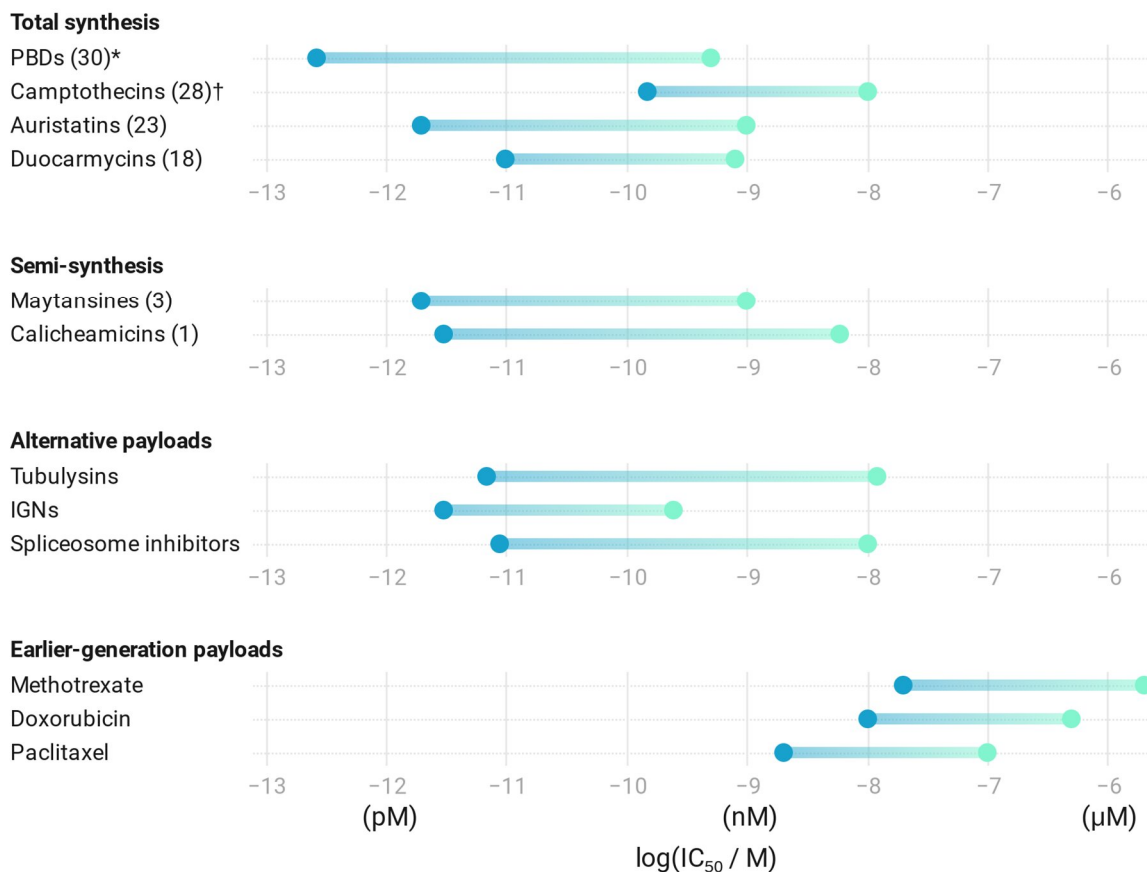 Total synthesis
PBDs (30)*
Camptothecins (28)†
Auristatins (23)
Duocarmycins (18)
−13 −12 −11 −10 −9 −8 −7 −6
Semi-synthesis
Maytansines (3)
Calicheamicins (1)
−13 −12 −11 −10 −9 −8 −7 −6
Alternative payloads
Tubulysins
IGNs
Spliceosome inhibitors
−13 −12 −11 −10 −9 −8 −7 −6
Earlier-generation payloads
Methotrexate
Doxorubicin
Paclitaxel
−13 −12 −11 −10 −9 −8 −7 −6
(pM) (nM) (μM)
log(IC₅₀ / M)